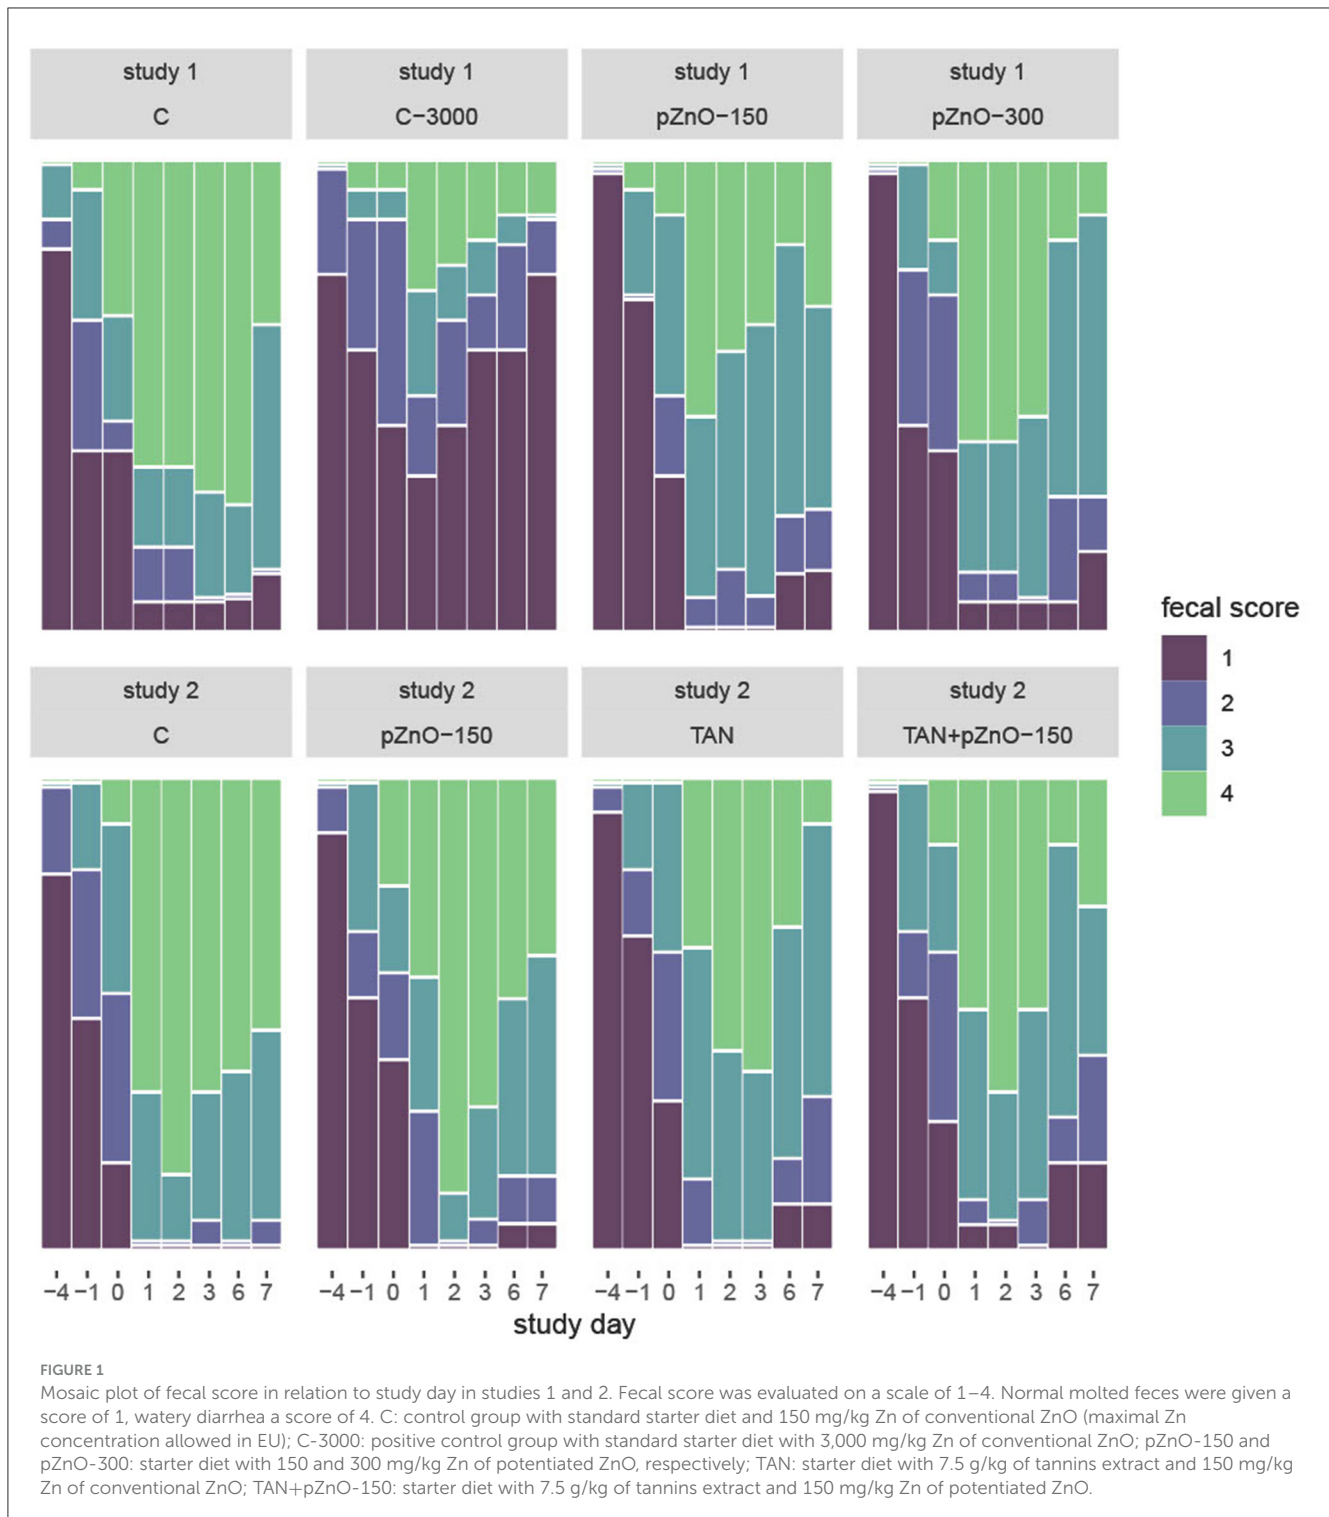 study 1
C
study 1
C−3000
study 1
pZnO−150
study 1
pZnO−300
fecal score
1
2
3
4
study 2
C
study 2
pZnO−150
study 2
TAN
study 2
TAN+pZnO−150
−4 −1 0 1 2 3 6 7
−4 −1 0 1 2 3 6 7
−4 −1 0 1 2 3 6 7
−4 −1 0 1 2 3 6 7
study day
FIGURE 1
Mosaic plot of fecal score in relation to study day in studies 1 and 2. Fecal score was evaluated on a scale of 1–4. Normal molted feces were given a
score of 1, watery diarrhea a score of 4. C: control group with standard starter diet and 150 mg/kg Zn of conventional ZnO (maximal Zn
concentration allowed in EU); C-3000: positive control group with standard starter diet with 3,000 mg/kg Zn of conventional ZnO; pZnO-150 and
pZnO-300: starter diet with 150 and 300 mg/kg Zn of potentiated ZnO, respectively; TAN: starter diet with 7.5 g/kg of tannins extract and 150 mg/kg
Zn of conventional ZnO; TAN+pZnO-150: starter diet with 7.5 g/kg of tannins extract and 150 mg/kg Zn of potentiated ZnO.